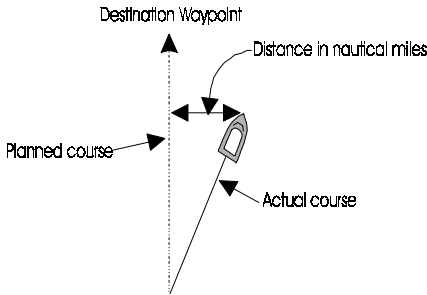 Destination Waypoint
Distance in nautical miles
Planned course
Actual course